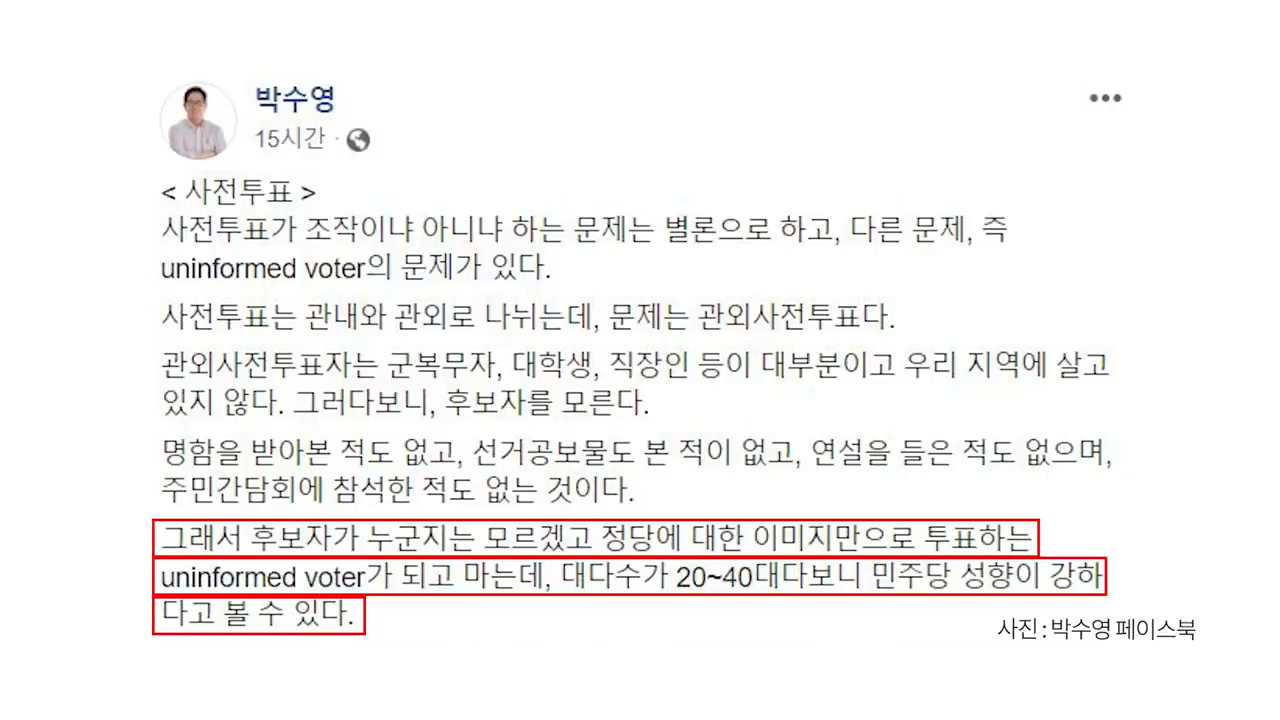 박수영
15시간 ·
< 사전투표 >
사전투표가 조작이냐 아니냐 하는 문제는 별론으로 하고, 다른 문제, 즉
uninformed voter의 문제가 있다.
사전투표는 관내와 관외로 나뉘는데, 문제는 관외사전투표다.
관외사전투표자는 군복무자, 대학생, 직장인 등이 대부분이고 우리 지역에 살고
있지 않다. 그러다보니, 후보자를 모른다.
명함을 받아본 적도 없고, 선거공보물도 본 적이 없고, 연설을 들은 적도 없으며,
주민간담회에 참석한 적도 없는 것이다.
그래서 후보자가 누군지는 모르겠고 정당에 대한 이미지만으로 투표하는
uninformed voter가 되고 마는데, 대다수가 20~40대다보니 민주당 성향이 강하
다고 볼 수 있다.
사진 : 박수영 페이스북